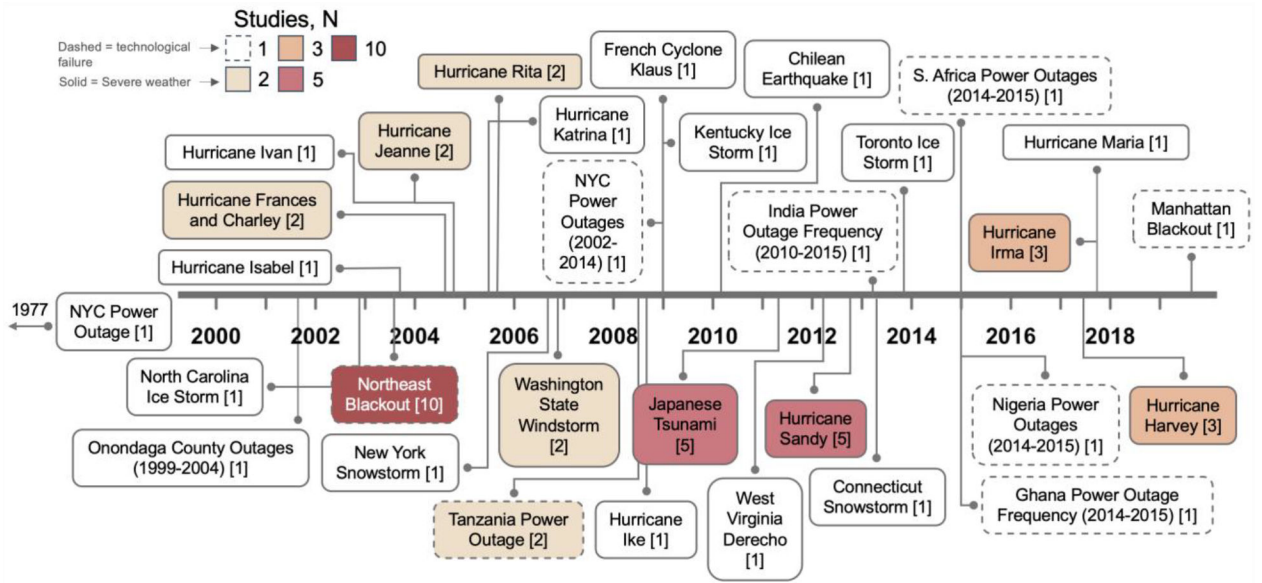 Studies, N
Dashed = technological
failure
1
3
10
Solid = Severe weather
2
5
Hurricane Rita [2]
French Cyclone
Klaus [1]
Chilean
Earthquake [1]
S. Africa Power Outages
(2014-2015) [1]
Hurricane Ivan [1]
Hurricane
Jeanne [2]
Hurricane
Katrina [1]
Kentucky Ice
Storm [1]
Toronto Ice
Storm [1]
Hurricane Maria [1]
Hurricane Frances
and Charley [2]
NYC
Power
Outages
(2002-
2014) [1]
India Power
Outage Frequency
(2010-2015) [1]
Hurricane
Irma [3]
Manhattan
Blackout [1]
Hurricane Isabel [1]
1977
NYC Power
Outage [1]
2000
2002
2004
2006
2008
2010
2012
2014
2016
2018
North Carolina
Ice Storm [1]
Northeast
Blackout [10]
Washington
State
Windstorm
[2]
Japanese
Tsunami
[5]
Hurricane
Sandy [5]
Nigeria Power
Outages
(2014-2015) [1]
Hurricane
Harvey [3]
Onondaga County Outages
(1999-2004) [1]
New York
Snowstorm [1]
Tanzania Power
Outage [2]
Hurricane
Ike [1]
West
Virginia
Derecho
[1]
Connecticut
Snowstorm [1]
Ghana Power Outage
Frequency (2014-2015) [1]